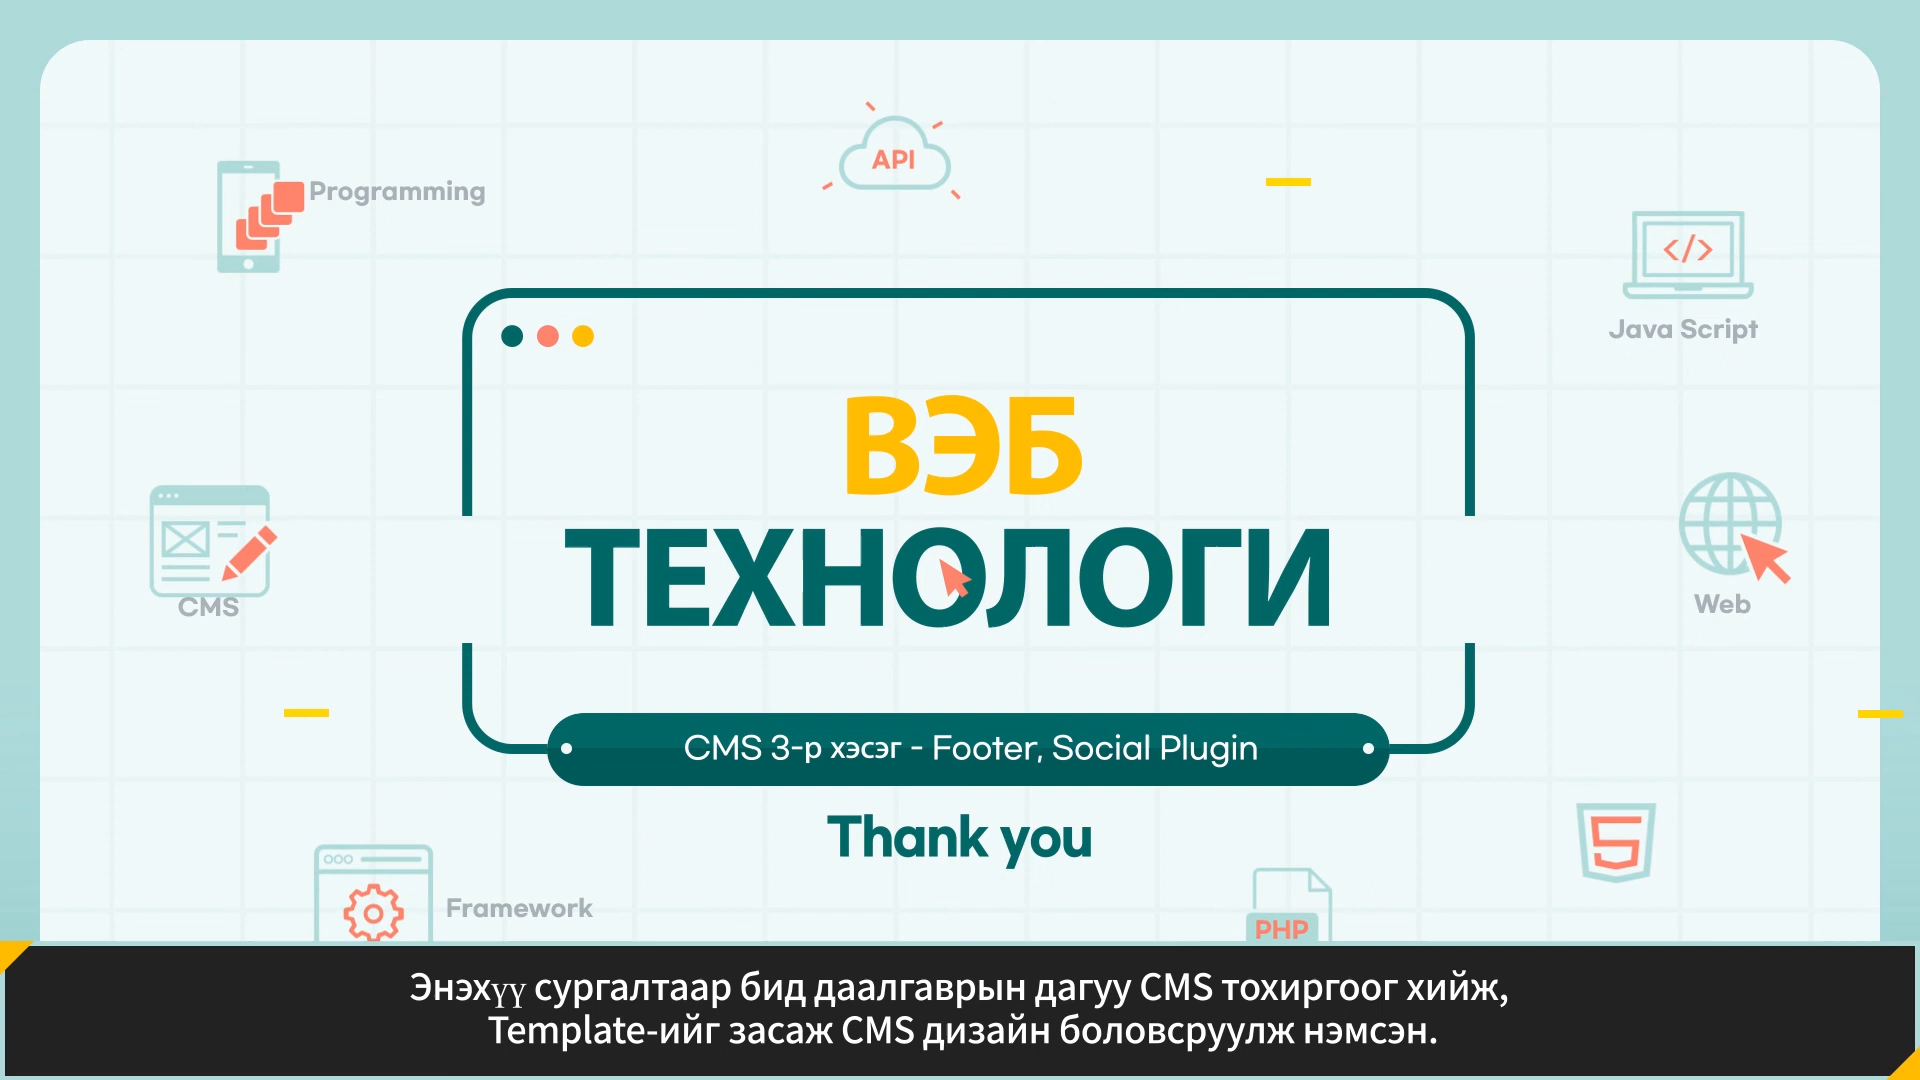 API
Programming
Java Script
ВЭБ
ТЕХНОЛОГИ
CMS
Web
CMS 3-р хэсэг - Footer, Social Plugin
Thank you
Framework
PHP
5
Энэхүү сургалтаар бид даалгаврын дагуу CMS тохиргоог хийж,
Template-ийг засаж CMS дизайн боловсруулж нэмсэн.